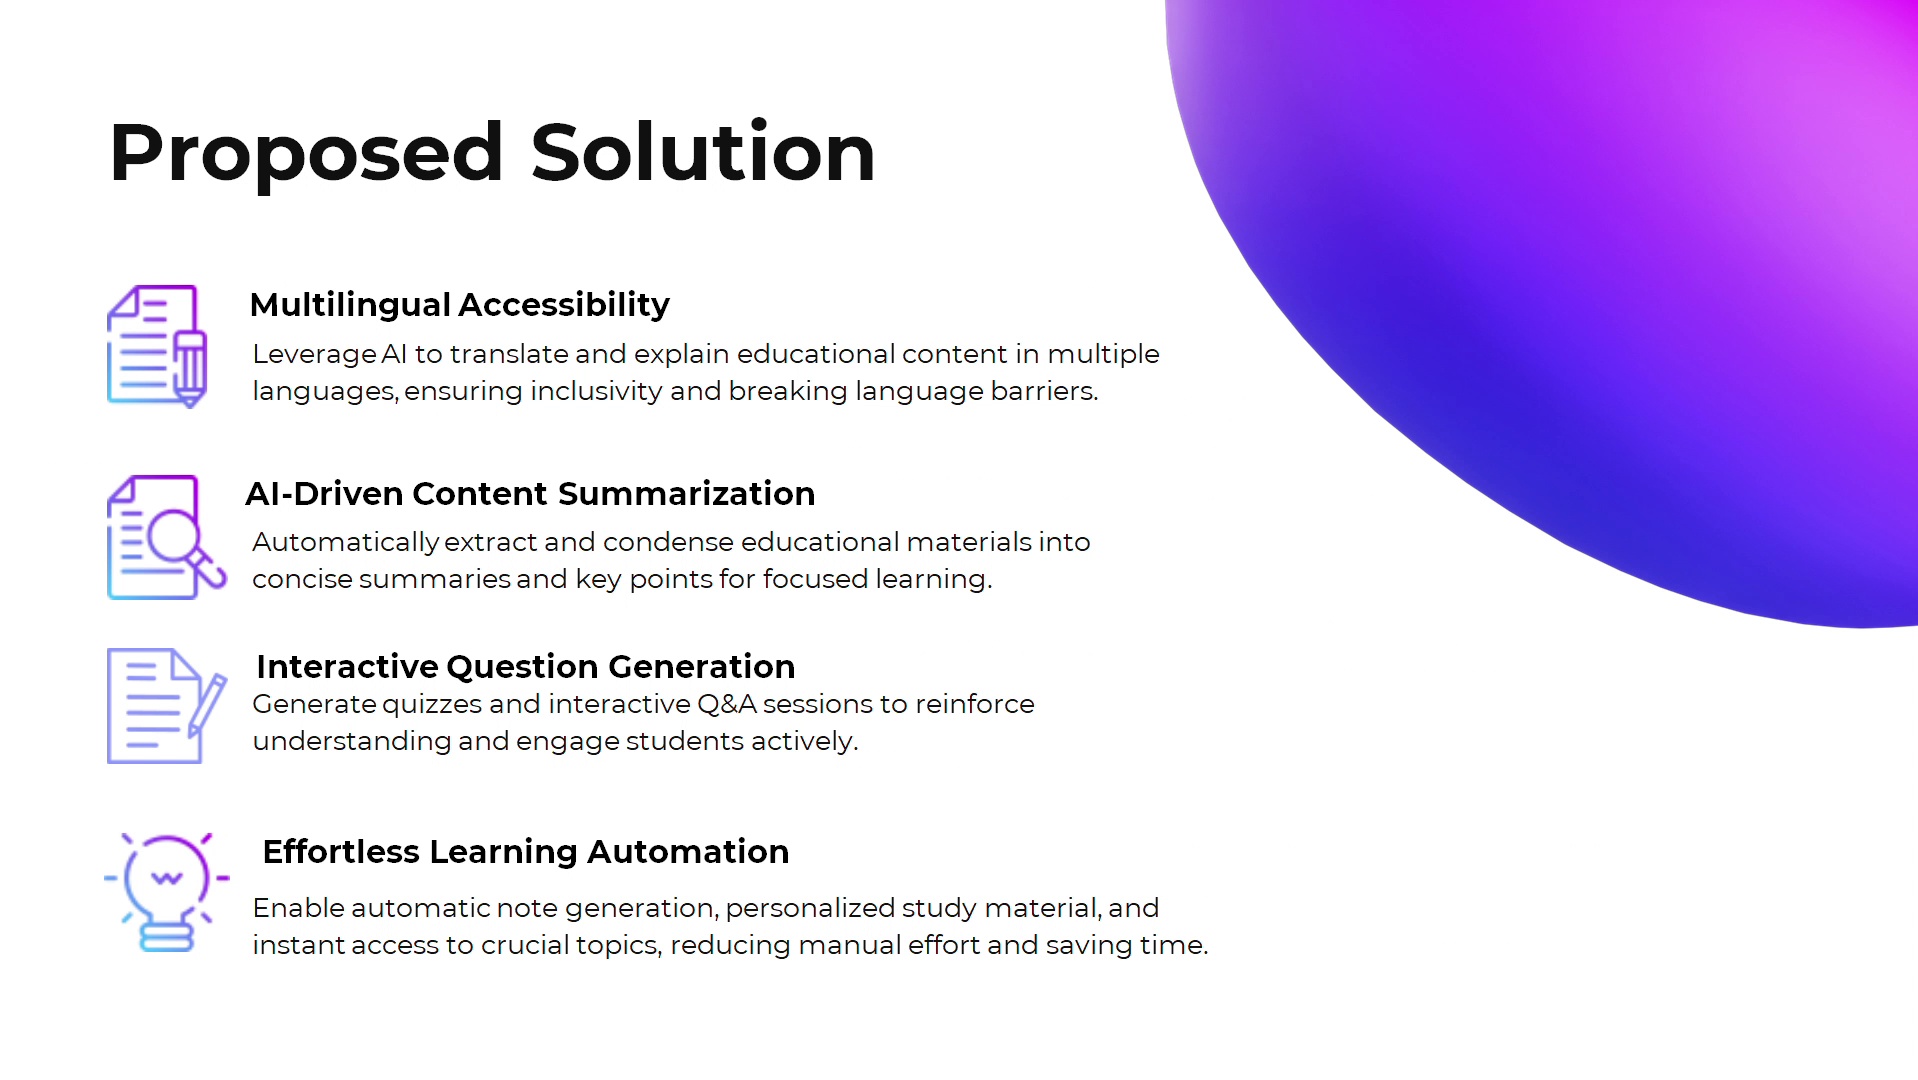 Proposed Solution
Multilingual Accessibility
Leverage AI to translate and explain educational content in multiple
languages, ensuring inclusivity and breaking language barriers.
AI-Driven Content Summarization
Automatically extract and condense educational materials into
concise summaries and key points for focused learning.
Interactive Question Generation
Generate quizzes and interactive Q&A sessions to reinforce
understanding and engage students actively.
Effortless Learning Automation
Enable automatic note generation, personalized study material, and
instant access to crucial topics, reducing manual effort and saving time.